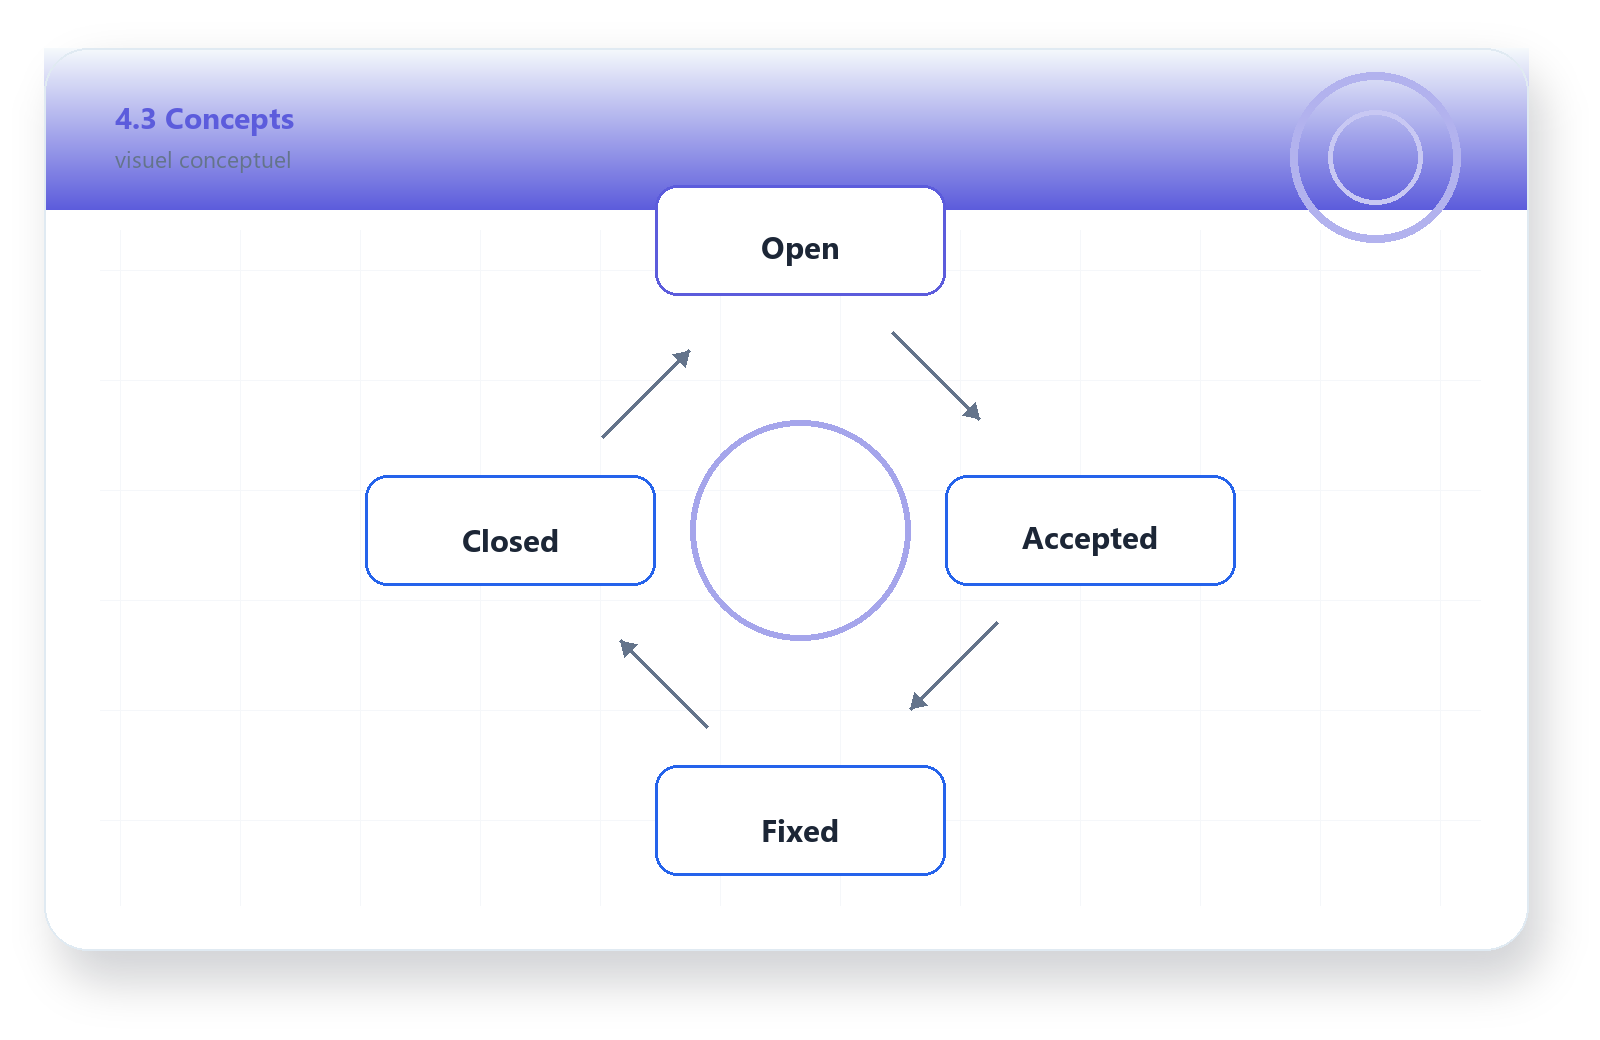 4.3 Concepts
visuel conceptuel
Open
Closed
Accepted
Fixed